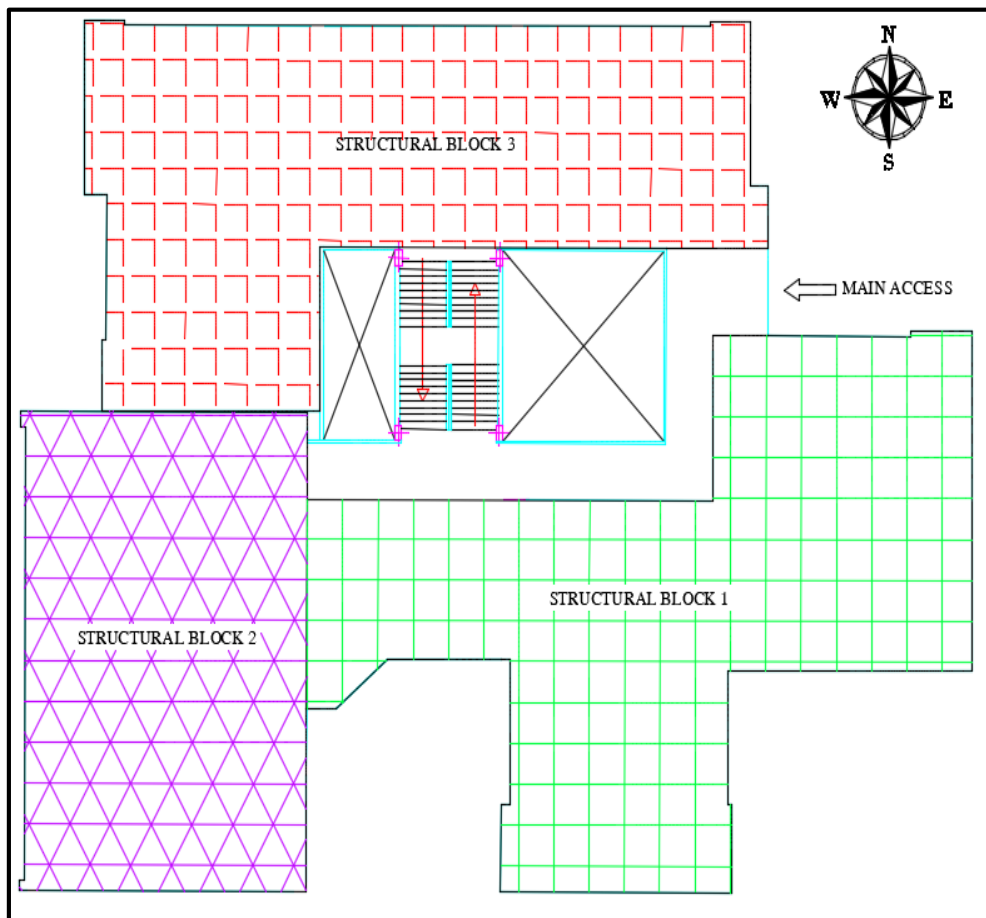 N
W E
S
STRUCTURAL BLOCK 3
MAIN ACCESS
STRUCTURAL BLOCK 1
STRUCTURAL BLOCK 2